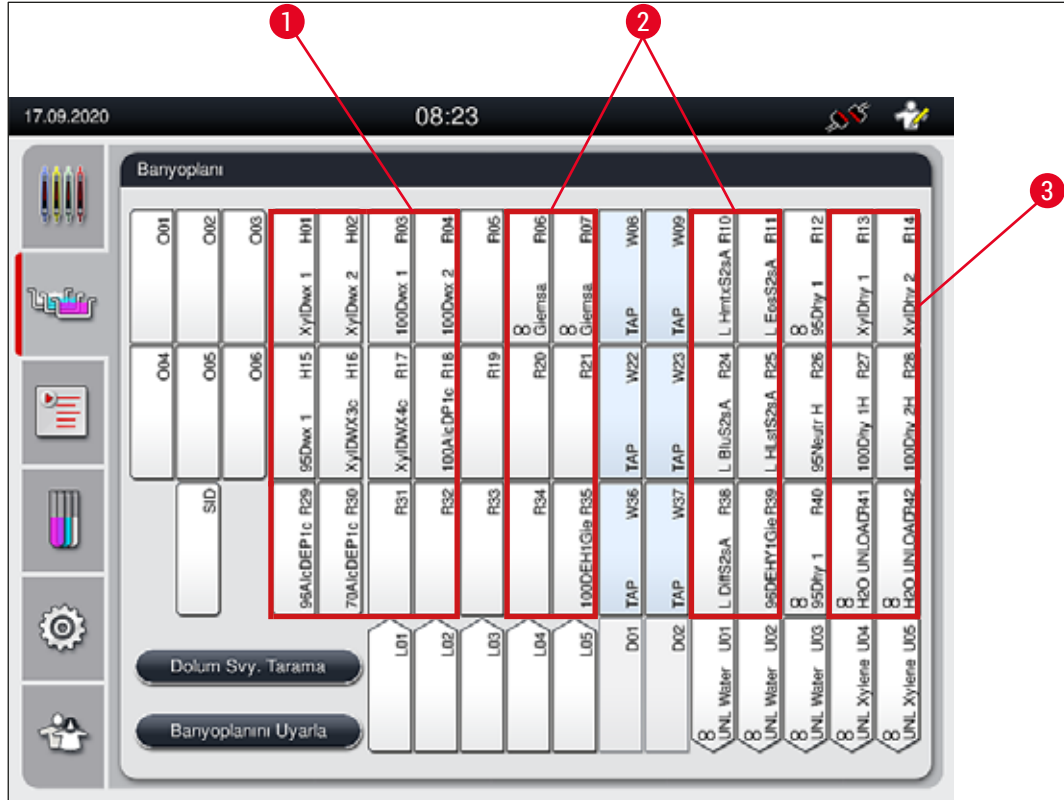 1
2
17.09.2020
08:23
3
Banyoplanı
O01
O02
O03
XylDwx 1 H01
XylDwx 2 H02
100Dwx 1 R03
100Dwx 2 R04
R05
∞ Giemsa R06
∞ Giemsa R07
TAP W08
TAP W09
L HmtxS2sA R10
L EosS2sA R11
∞ 95Dhy 1 R12
XylDhy 1 R13
XylDhy 2 R14
O04
O05
O06
95Dwx 1 H15
XylDWX3c H16
XylDWX4c R17
100AlcDP1c R18
R19
R20
R21
TAP W22
TAP W23
L BluS2sA R24
L HLstS2sA R25
95Neutr H R26
100Dhy 1H R27
100Dhy 2H R28
SID
96AlcDEP1c R29
70AlcDEP1c R30
R31
R32
R33
R34
100DEH1Gie R35
TAP W36
TAP W37
L DiffS2sA R38
96DEHY1Gie R39
∞ 95Dhy 1 R40
∞ H2O UNLOAD R41
∞ H2O UNLOAD R42
L01
L02
L03
L04
L05
D01
D02
∞ UNL Water U01
∞ UNL Water U02
∞ UNL Water U03
∞ UNL Xylene U04
∞ UNL Xylene U05
Dolum Svy. Tarama
Banyoplanını Uyarla